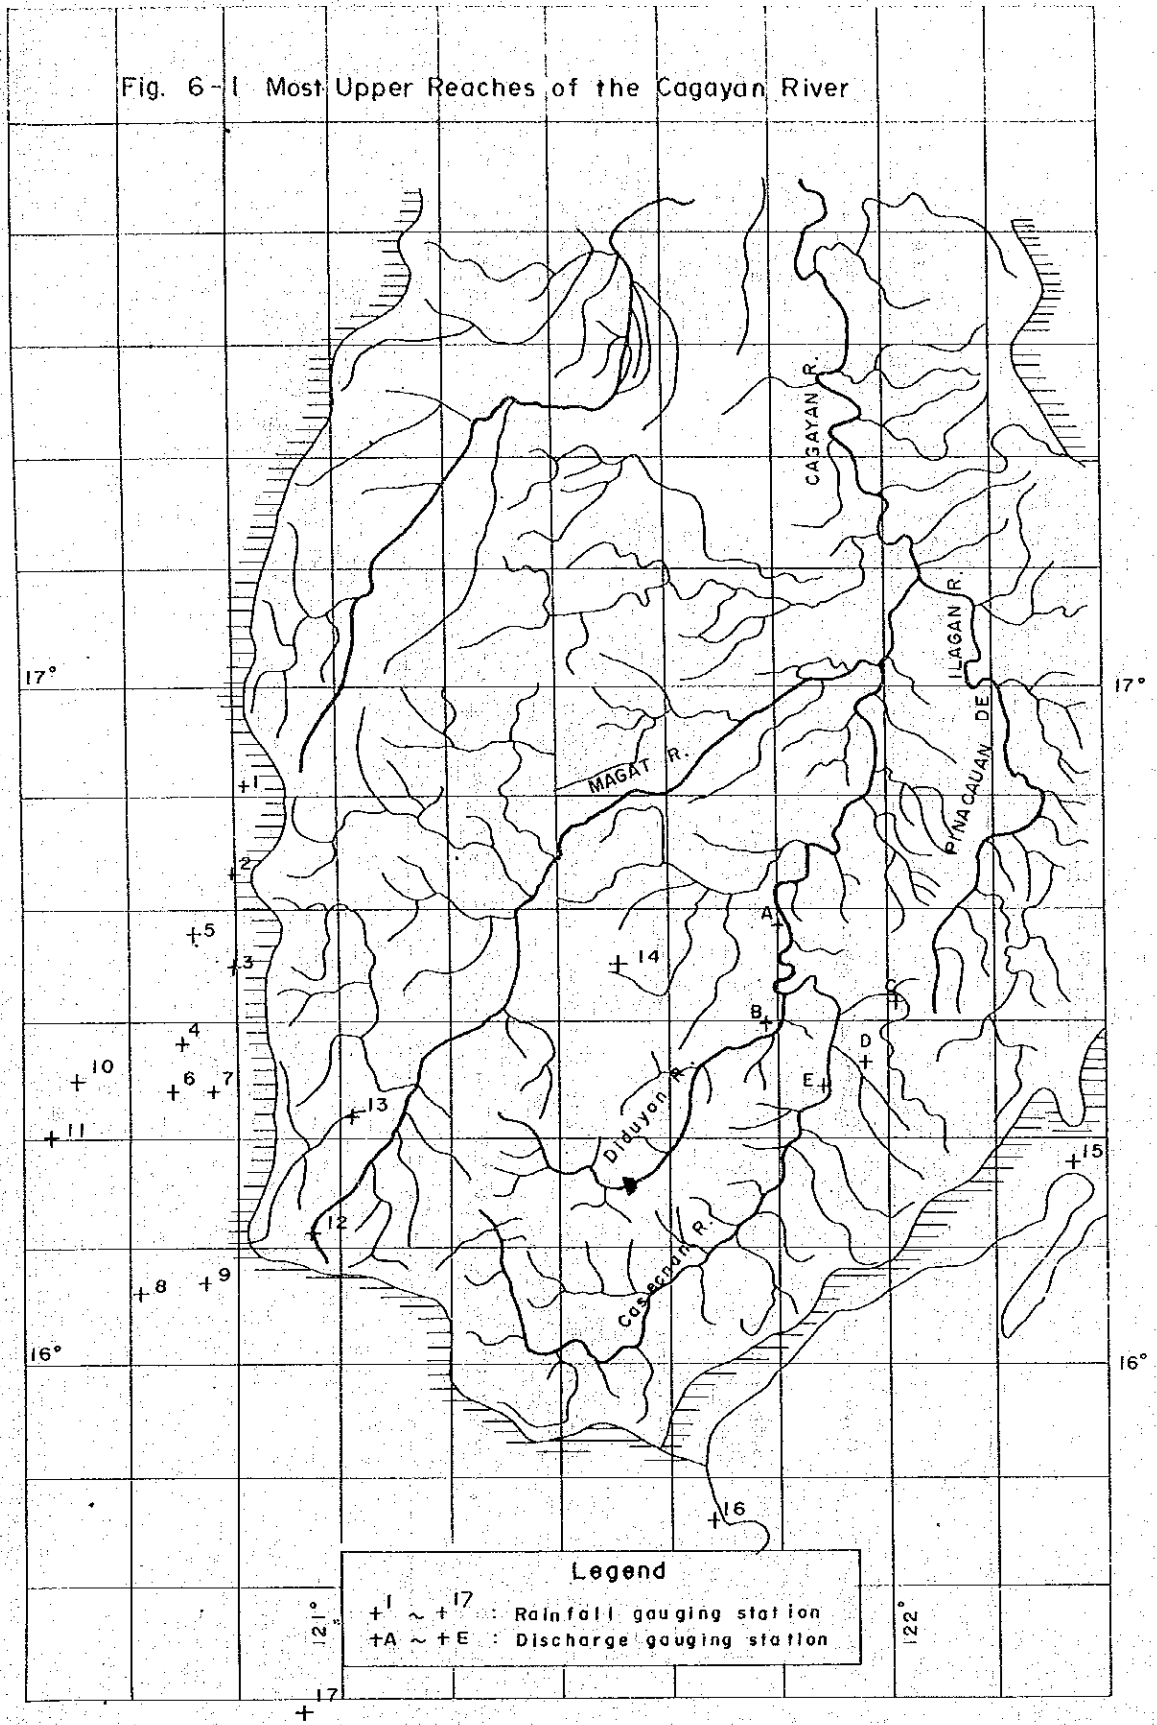 Fig. 6-1 Most Upper Reaches of the Cagayan River
CAGAYAN R.
ILAGAN R.
17°
17°
PINACAUAN DE
MAGAT R.
+1
+2
+5
+3
+14
A
C
B
+4
D
+10
+6
+7
E+
+13
Diduyon R.
+11
+15
+12
Casecnan R.
+9
+8
16°
16°
+16
Legend
+1 ~ +17 : Rainfall gauging station
+A ~ +E : Discharge gauging station
121°
122°
+17